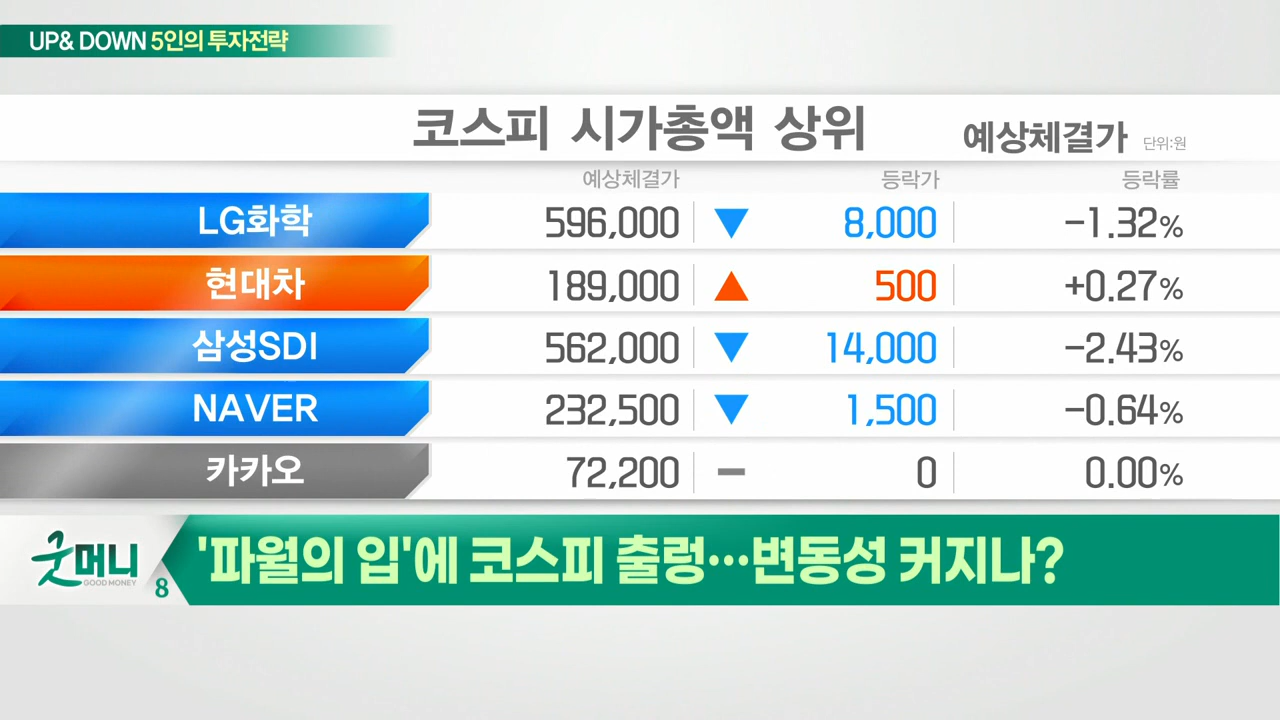 UP& DOWN 5인의 투자전략
코스피 시가총액 상위 예상체결가 단위:원
예상체결가 등락가 등락률
LG화학 596,000 ▼ 8,000 -1.32%
현대차 189,000 ▲ 500 +0.27%
삼성SDI 562,000 ▼ 14,000 -2.43%
NAVER 232,500 ▼ 1,500 -0.64%
카카오 72,200 - 0 0.00%
굿머니 GOOD MONEY 8
'파월의 입'에 코스피 출렁…변동성 커지나?